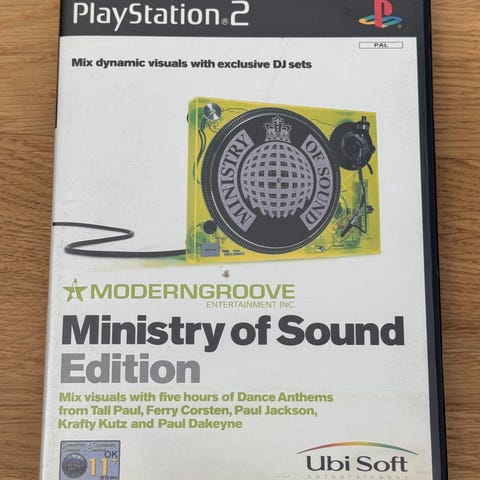 PlayStation®2
PAL
Mix dynamic visuals with exclusive DJ sets
MINISTRY OF SOUND
MODERNGROOVE
ENTERTAINMENT INC.
Ministry of Sound
Edition
Mix visuals with five hours of Dance Anthems
from Tall Paul, Ferry Corsten, Paul Jackson,
Krafty Kutz and Paul Dakeyne
11+
OK
Ubi Soft
ENTERTAINMENT